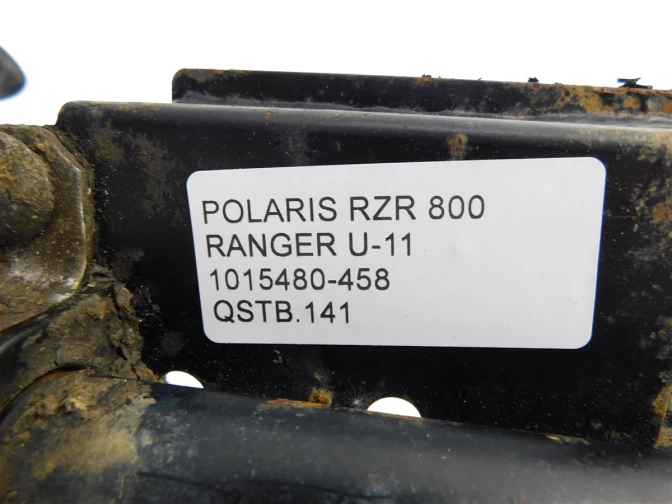 POLARIS RZR 800
RANGER U-11
1015480-458
QSTB.141